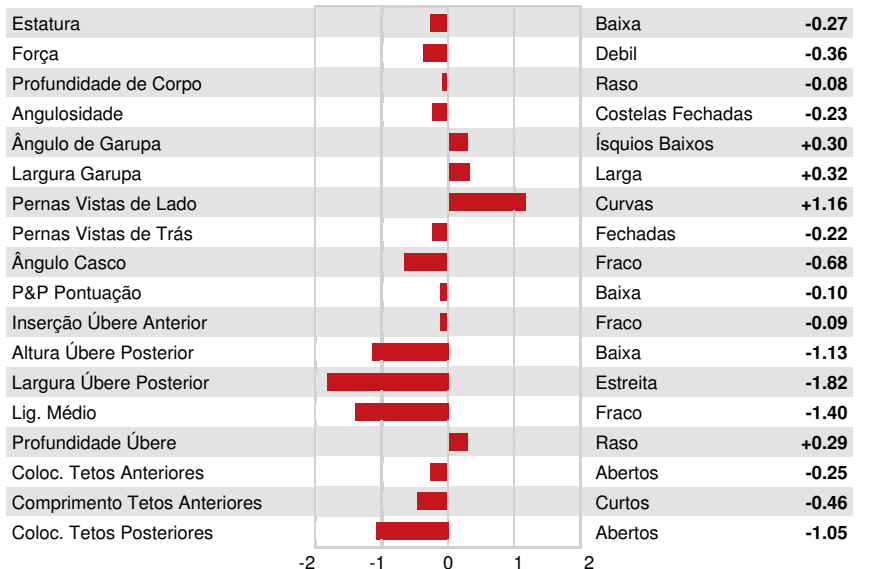 Estatura Baixa -0.27
Força Debil -0.36
Profundidade de Corpo Raso -0.08
Angulosidade Costelas Fechadas -0.23
Ângulo de Garupa Ísquios Baixos +0.30
Largura Garupa Larga +0.32
Pernas Vistas de Lado Curvas +1.16
Pernas Vistas de Trás Fechadas -0.22
Ângulo Casco Fraco -0.68
P&P Pontuação Baixa -0.10
Inserção Úbere Anterior Fraco -0.09
Altura Úbere Posterior Baixa -1.13
Largura Úbere Posterior Estreita -1.82
Lig. Médio Fraco -1.40
Profundidade Úbere Raso +0.29
Coloc. Tetos Anteriores Abertos -0.25
Comprimento Tetos Anteriores Curtos -0.46
Coloc. Tetos Posteriores Abertos -1.05
-2 -1 0 1 2